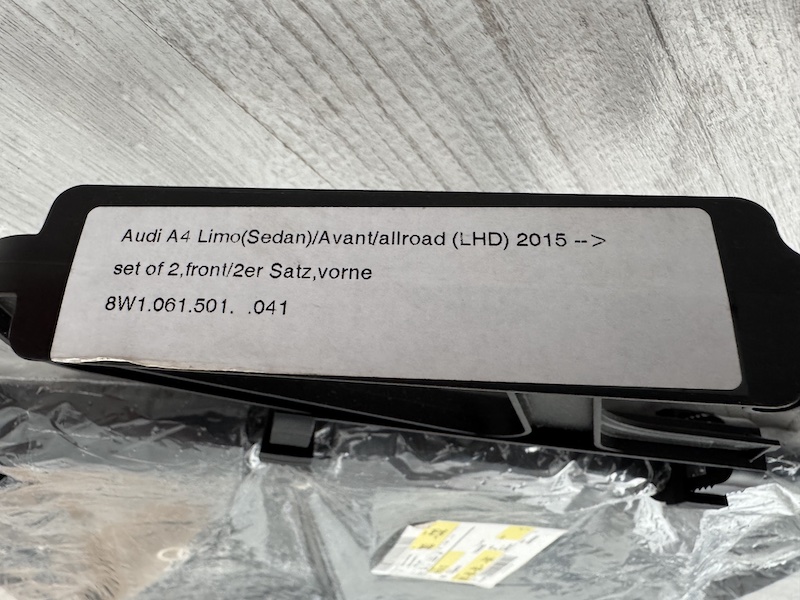 Audi A4 Limo(Sedan)/Avant/allroad (LHD) 2015 -->
set of 2,front/2er Satz,vorne
8W1.061.501.  .041